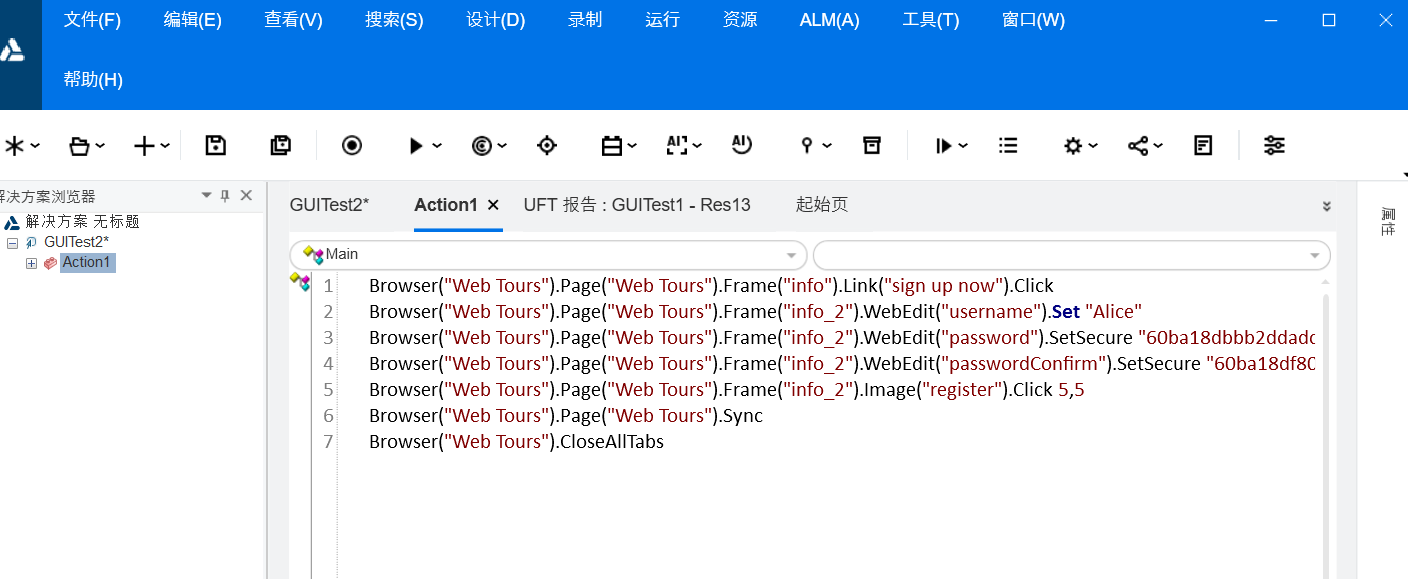 文件(F) 编辑(E) 查看(V) 搜索(S) 设计(D) 录制 运行 资源 ALM(A) 工具(T) 窗口(W)
帮助(H)
解决方案浏览器
解决方案 无标题
GUITest2*
Action1
GUITest2* Action1 UFT 报告 : GUITest1 - Res13 起始页
Main
1 Browser("Web Tours").Page("Web Tours").Frame("info").Link("sign up now").Click
2 Browser("Web Tours").Page("Web Tours").Frame("info_2").WebEdit("username").Set "Alice"
3 Browser("Web Tours").Page("Web Tours").Frame("info_2").WebEdit("password").SetSecure "60ba18dbbb2ddadc
4 Browser("Web Tours").Page("Web Tours").Frame("info_2").WebEdit("passwordConfirm").SetSecure "60ba18df80
5 Browser("Web Tours").Page("Web Tours").Frame("info_2").Image("register").Click 5,5
6 Browser("Web Tours").Page("Web Tours").Sync
7 Browser("Web Tours").CloseAllTabs
属性